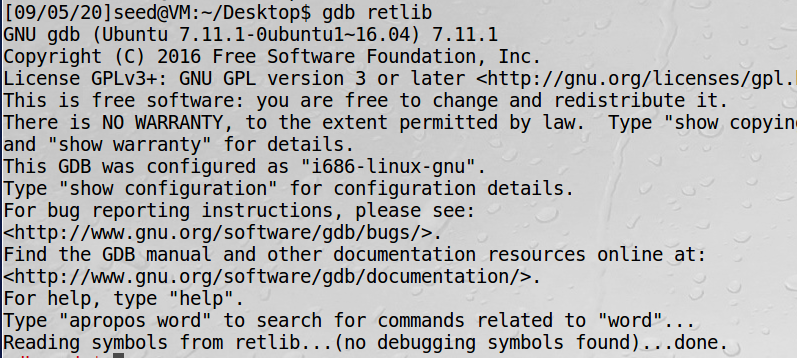 [09/05/20]seed@VM:~/Desktop$ gdb retlib
GNU gdb (Ubuntu 7.11.1-0ubuntu1~16.04) 7.11.1
Copyright (C) 2016 Free Software Foundation, Inc.
License GPLv3+: GNU GPL version 3 or later <http://gnu.org/licenses/gpl.
This is free software: you are free to change and redistribute it.
There is NO WARRANTY, to the extent permitted by law.  Type "show copyin
and "show warranty" for details.
This GDB was configured as "i686-linux-gnu".
Type "show configuration" for configuration details.
For bug reporting instructions, please see:
<http://www.gnu.org/software/gdb/bugs/>.
Find the GDB manual and other documentation resources online at:
<http://www.gnu.org/software/gdb/documentation/>.
For help, type "help".
Type "apropos word" to search for commands related to "word"...
Reading symbols from retlib...(no debugging symbols found)...done.